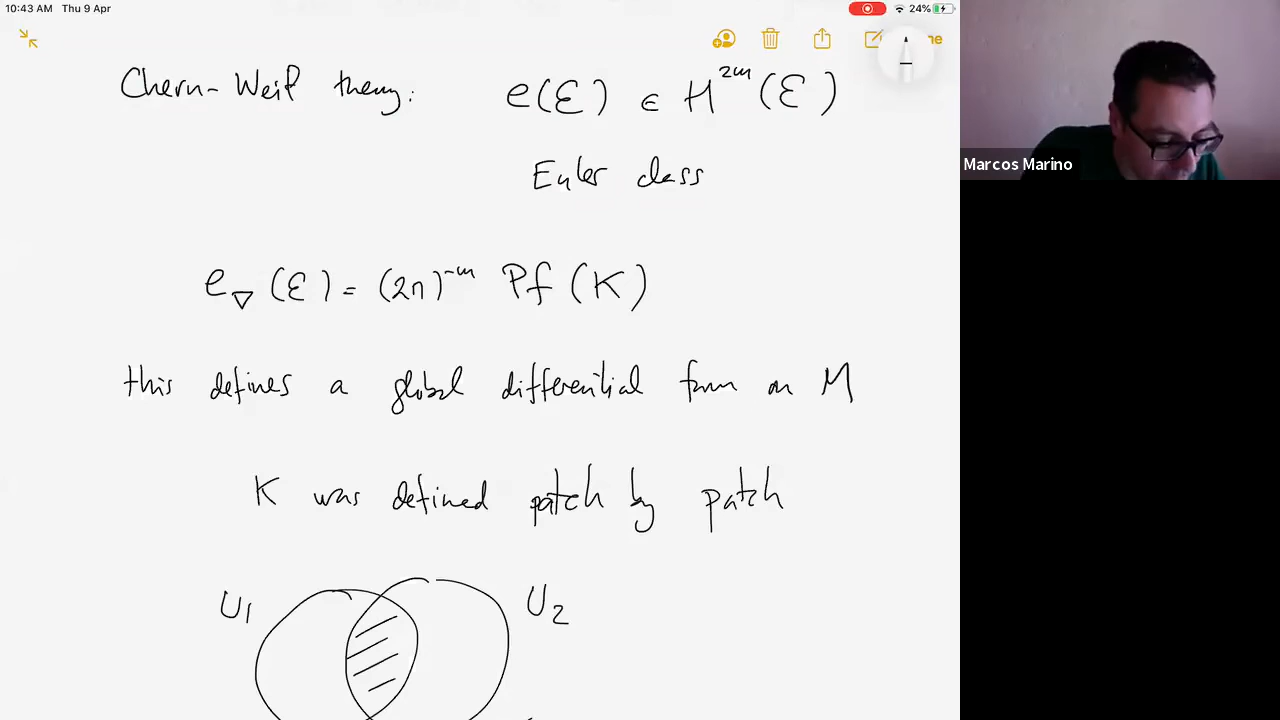 10:43 AM Thu 9 Apr
24%
Chern-Weil theory: e(ℰ) ∈ H^{2m}(ℰ)
Euler class
e_∇(ℰ) = (2π)^{-m} Pf(K)
this defines a global differential form on M
K was defined patch by patch
U₁ U₂
Marcos Marino